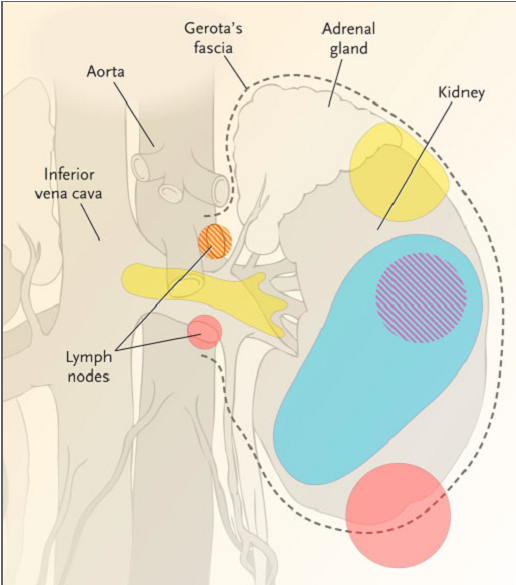 Gerota's
fascia
Adrenal
gland
Aorta
Kidney
Inferior
vena cava
Lymph
nodes